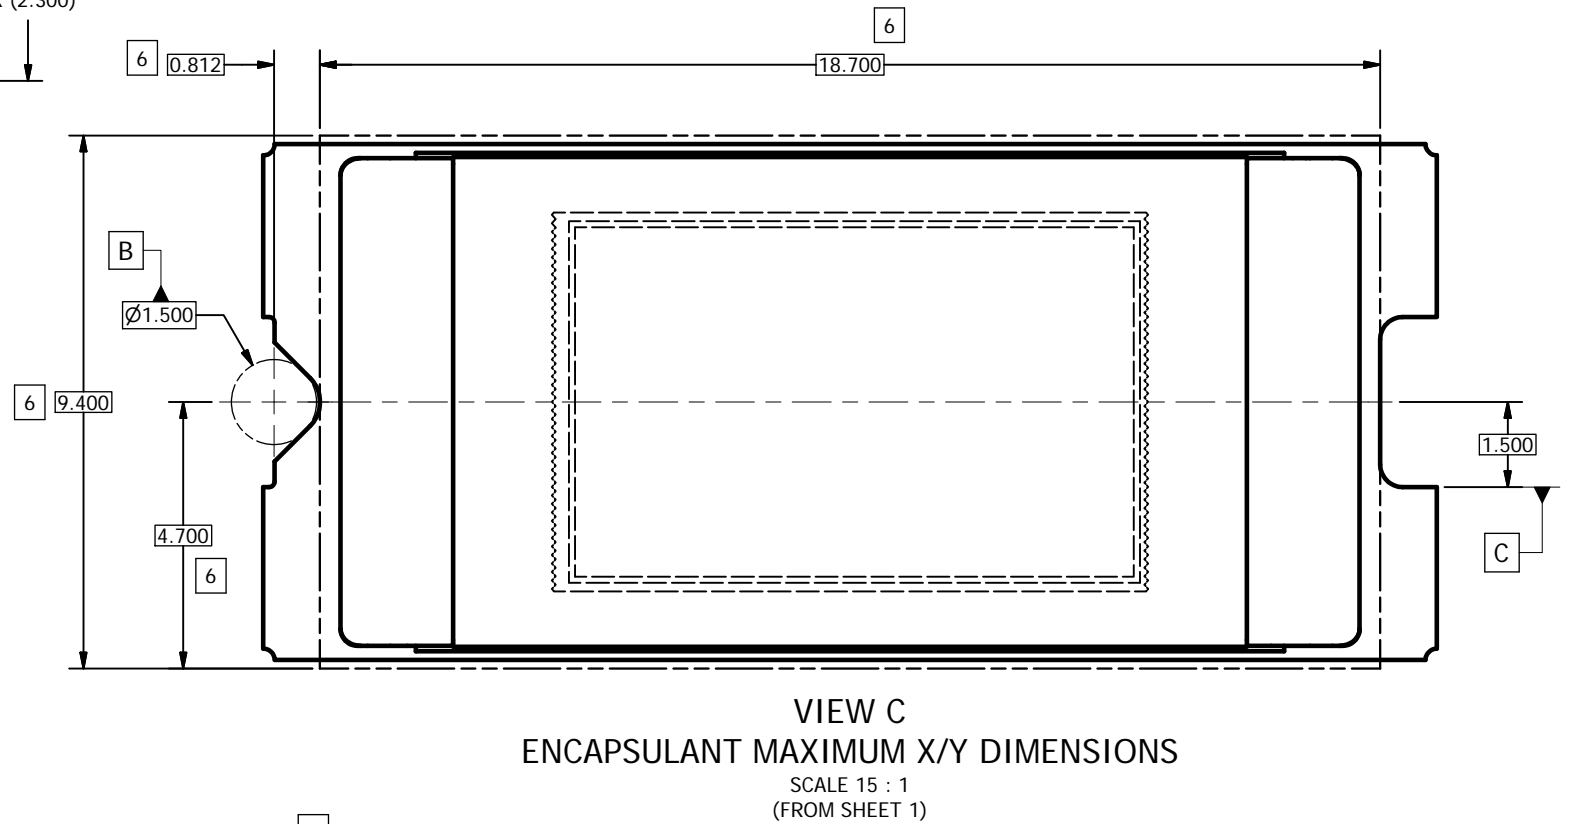 (2.300)
6
6
0.812
18.700
B
Ø1.500
6
9.400
1.500
4.700
6
C
VIEW C
ENCAPSULANT MAXIMUM X/Y DIMENSIONS
SCALE 15 : 1
(FROM SHEET 1)